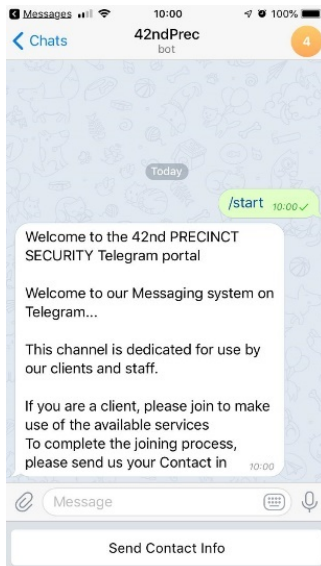 Messages 10:00 100%
Chats 42ndPrec
bot
4
Today
/start 10:00
Welcome to the 42nd PRECINCT
SECURITY Telegram portal
Welcome to our Messaging system on
Telegram...
This channel is dedicated for use by
our clients and staff.
If you are a client, please join to make
use of the available services
To complete the joining process,
please send us your Contact in 10:00
Message
Send Contact Info